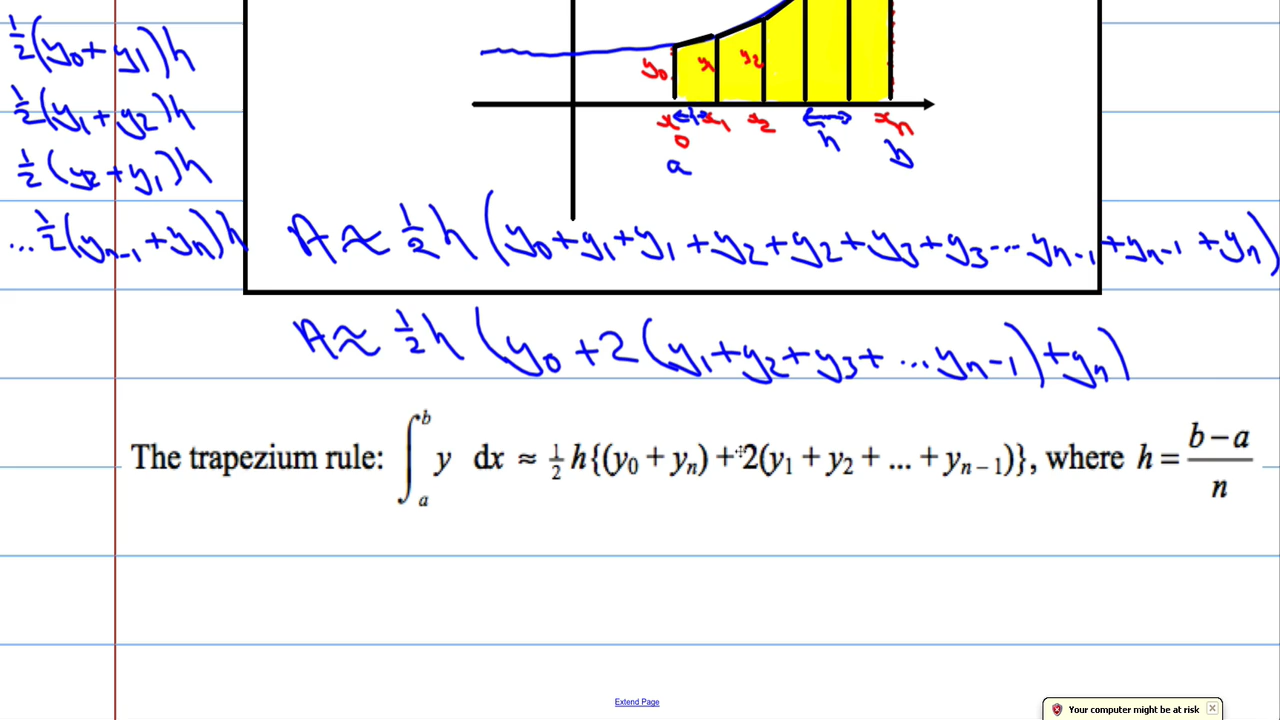 ½(y₀+y₁)h
½(y₁+y₂)h
½(y₂+y₁)h
...½(yₙ₋₁+yₙ)h
y₀ y₁ y₂
x₀ x₁ x₂ h xₙ
a b
A ≈ ½h (y₀+y₁+y₁+y₂+y₂+y₃+y₃...yₙ₋₁+yₙ₋₁+yₙ)
A ≈ ½h (y₀+2(y₁+y₂+y₃+...yₙ₋₁)+yₙ)
The trapezium rule: ∫ₐᵇ y dx ≈ ½h{(y₀ + yₙ) + 2(y₁ + y₂ + ... + yₙ₋₁)}, where h = (b−a)/n
Extend Page
Your computer might be at risk